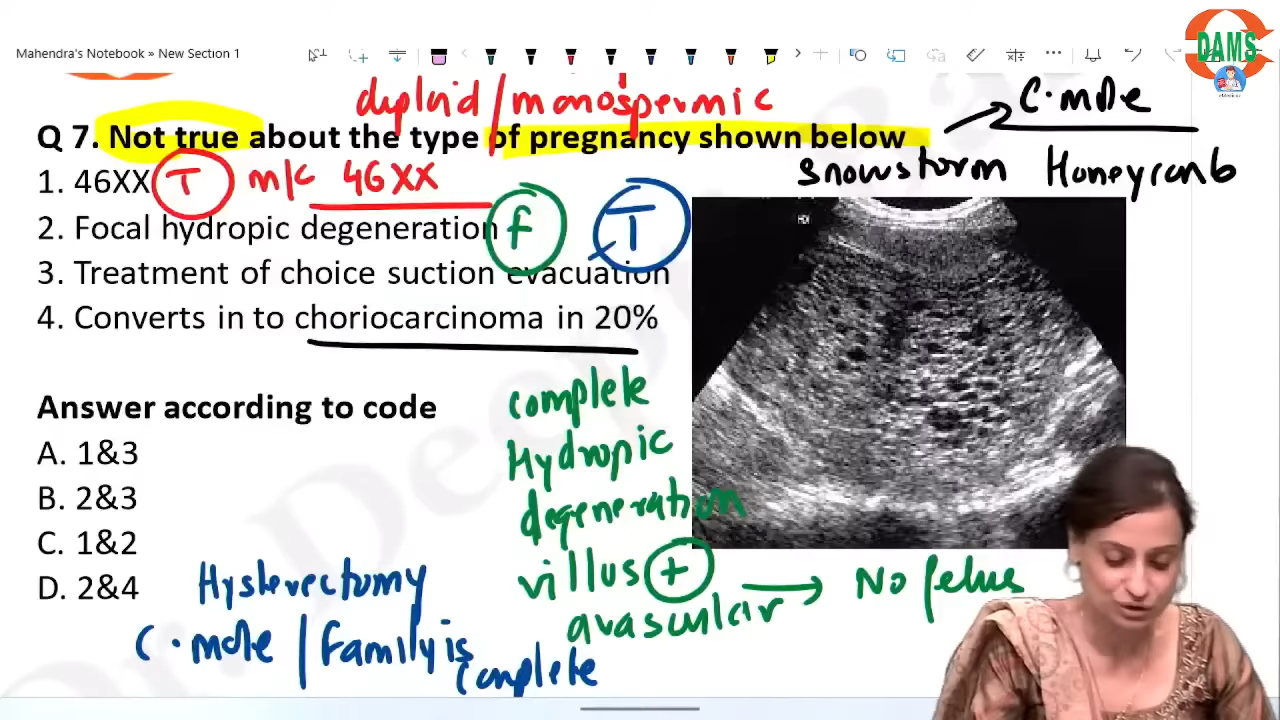 Mahendra's Notebook » New Section 1
DAMS
eMedicoz
duploid / monospermic
C.mole
Q 7. Not true about the type of pregnancy shown below
snowstorm Honeycomb
1. 46XX T m/c 46XX
HDI
2. Focal hydropic degeneration F T
3. Treatment of choice suction evacuation
4. Converts in to choriocarcinoma in 20%
complete
Hydropic
degeneration
villus +
avascular → No fetus
Answer according to code
A. 1&3
B. 2&3
C. 1&2
D. 2&4
Hysterectomy
C.mole / Family is
complete